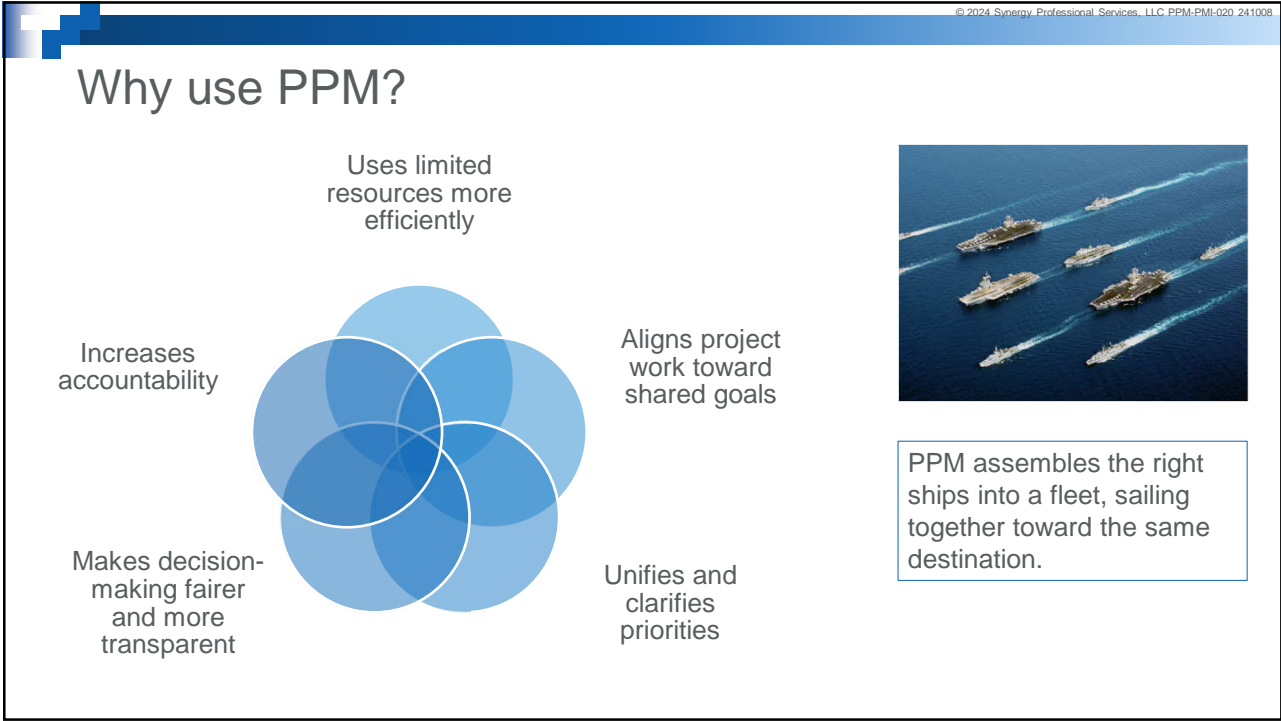 © 2024 Synergy Professional Services, LLC PPM-PMI-020 241008
Why use PPM?
Uses limited
resources more
efficiently
Aligns project
work toward
shared goals
Unifies and
clarifies
priorities
Makes decision-
making fairer
and more
transparent
Increases
accountability
PPM assembles the right
ships into a fleet, sailing
together toward the same
destination.